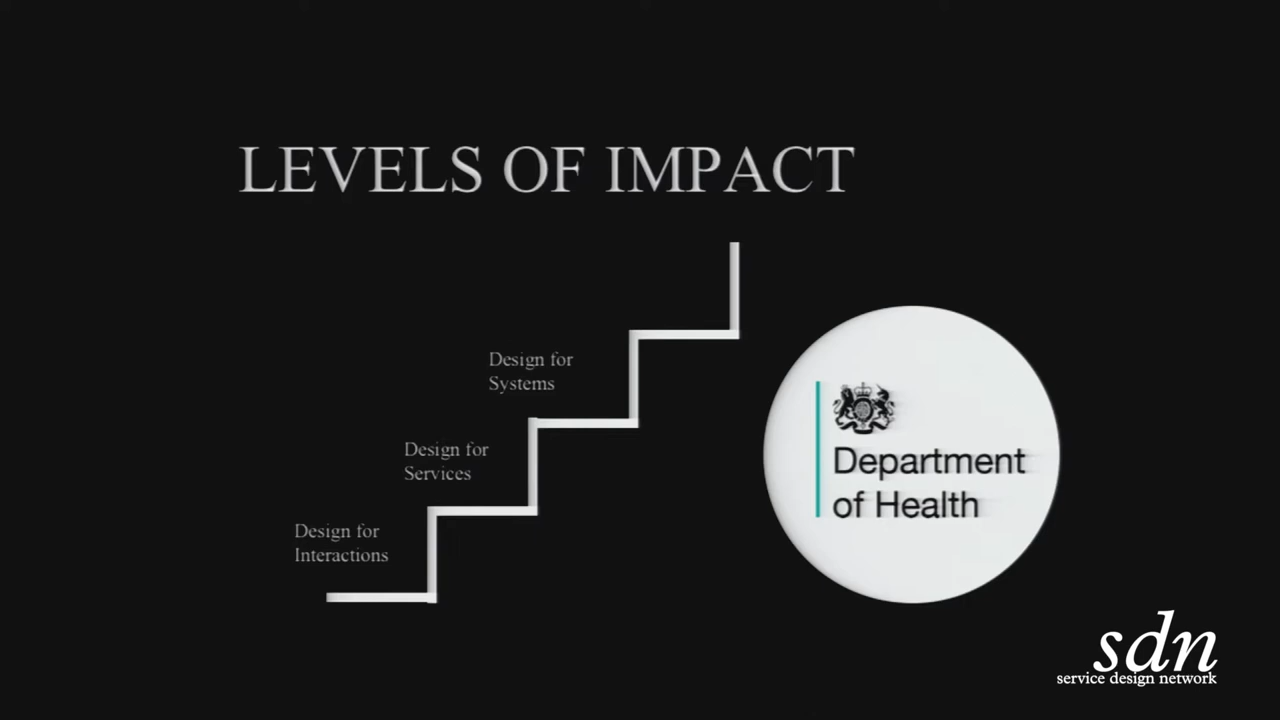 LEVELS OF IMPACT
Design for
Systems
Design for
Services
Design for
Interactions
Department
of Health
sdn
service design network